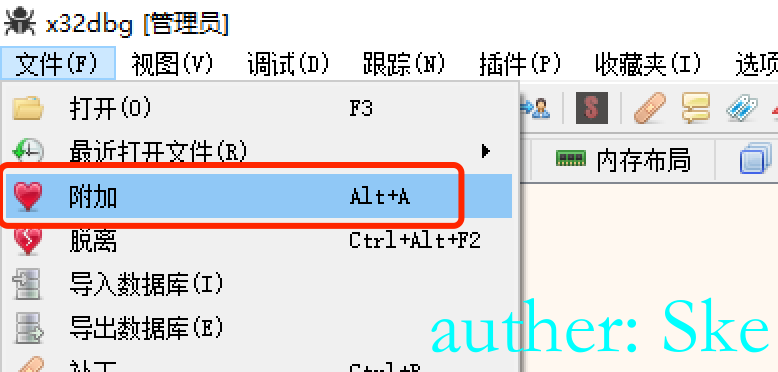 x32dbg [管理员]
文件(F) 视图(V) 调试(D) 跟踪(N) 插件(P) 收藏夹(I) 选项
打开(O) F3
最近打开文件(R)
内存布局
附加 Alt+A
脱离 Ctrl+Alt+F2
导入数据库(I)
导出数据库(E)
auther: Ske
补丁 Ctrl+P